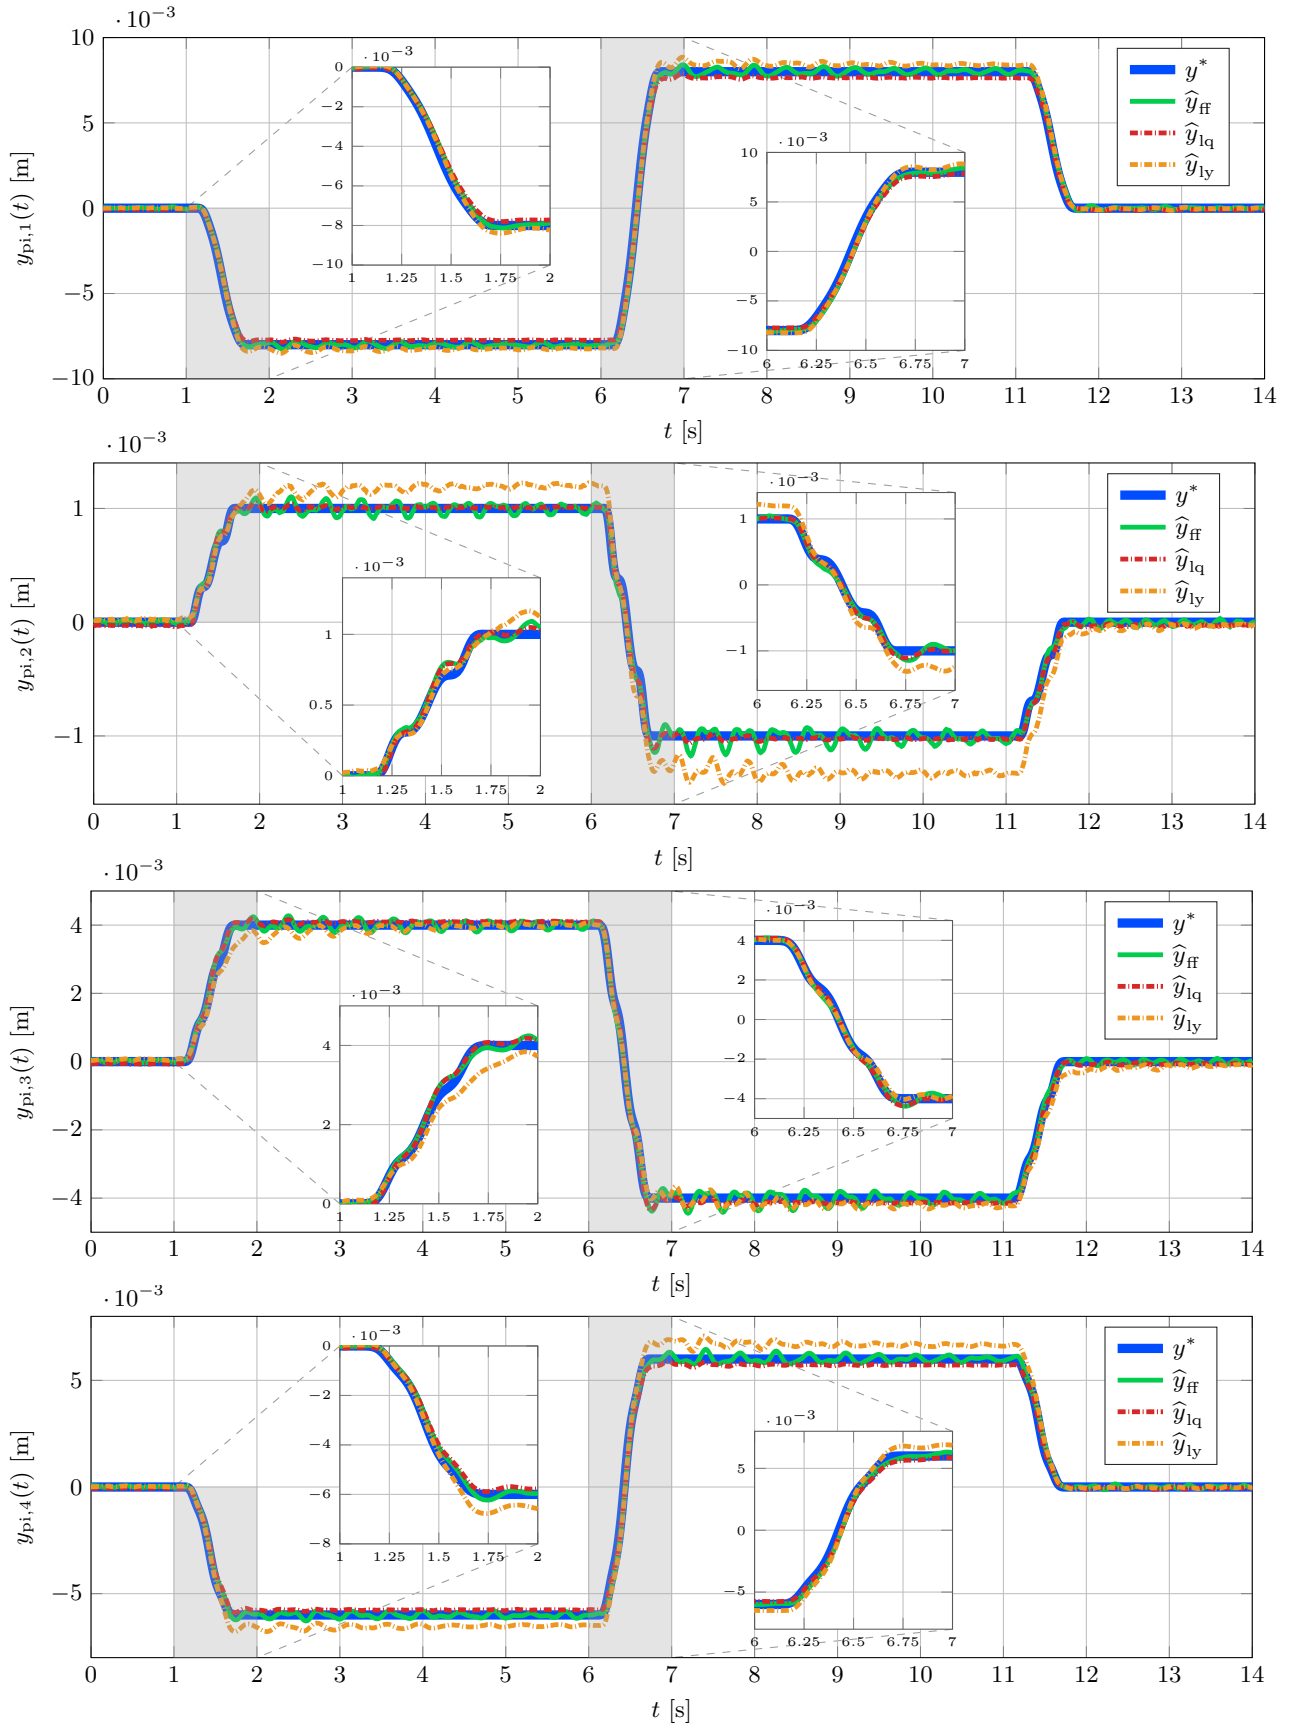 · 10⁻³
10
5
0
−5
−10
y_pi,1(t) [m]
0 1 2 3 4 5 6 7 8 9 10 11 12 13 14
t [s]
y*
ŷ_ff
ŷ_lq
ŷ_ly
· 10⁻³
0
−2
−4
−6
−8
−10
1 1.25 1.5 1.75 2
· 10⁻³
10
5
0
−5
−10
6 6.25 6.5 6.75 7
· 10⁻³
1
0
−1
y_pi,2(t) [m]
0 1 2 3 4 5 6 7 8 9 10 11 12 13 14
t [s]
y*
ŷ_ff
ŷ_lq
ŷ_ly
· 10⁻³
1
0.5
0
1 1.25 1.5 1.75 2
· 10⁻³
1
0
−1
6 6.25 6.5 6.75 7
· 10⁻³
4
2
0
−2
−4
y_pi,3(t) [m]
0 1 2 3 4 5 6 7 8 9 10 11 12 13 14
t [s]
y*
ŷ_ff
ŷ_lq
ŷ_ly
· 10⁻³
4
2
0
1 1.25 1.5 1.75 2
· 10⁻³
4
2
0
−2
−4
6 6.25 6.5 6.75 7
· 10⁻³
5
0
−5
y_pi,4(t) [m]
0 1 2 3 4 5 6 7 8 9 10 11 12 13 14
t [s]
y*
ŷ_ff
ŷ_lq
ŷ_ly
· 10⁻³
0
−2
−4
−6
−8
1 1.25 1.5 1.75 2
· 10⁻³
5
0
−5
6 6.25 6.5 6.75 7